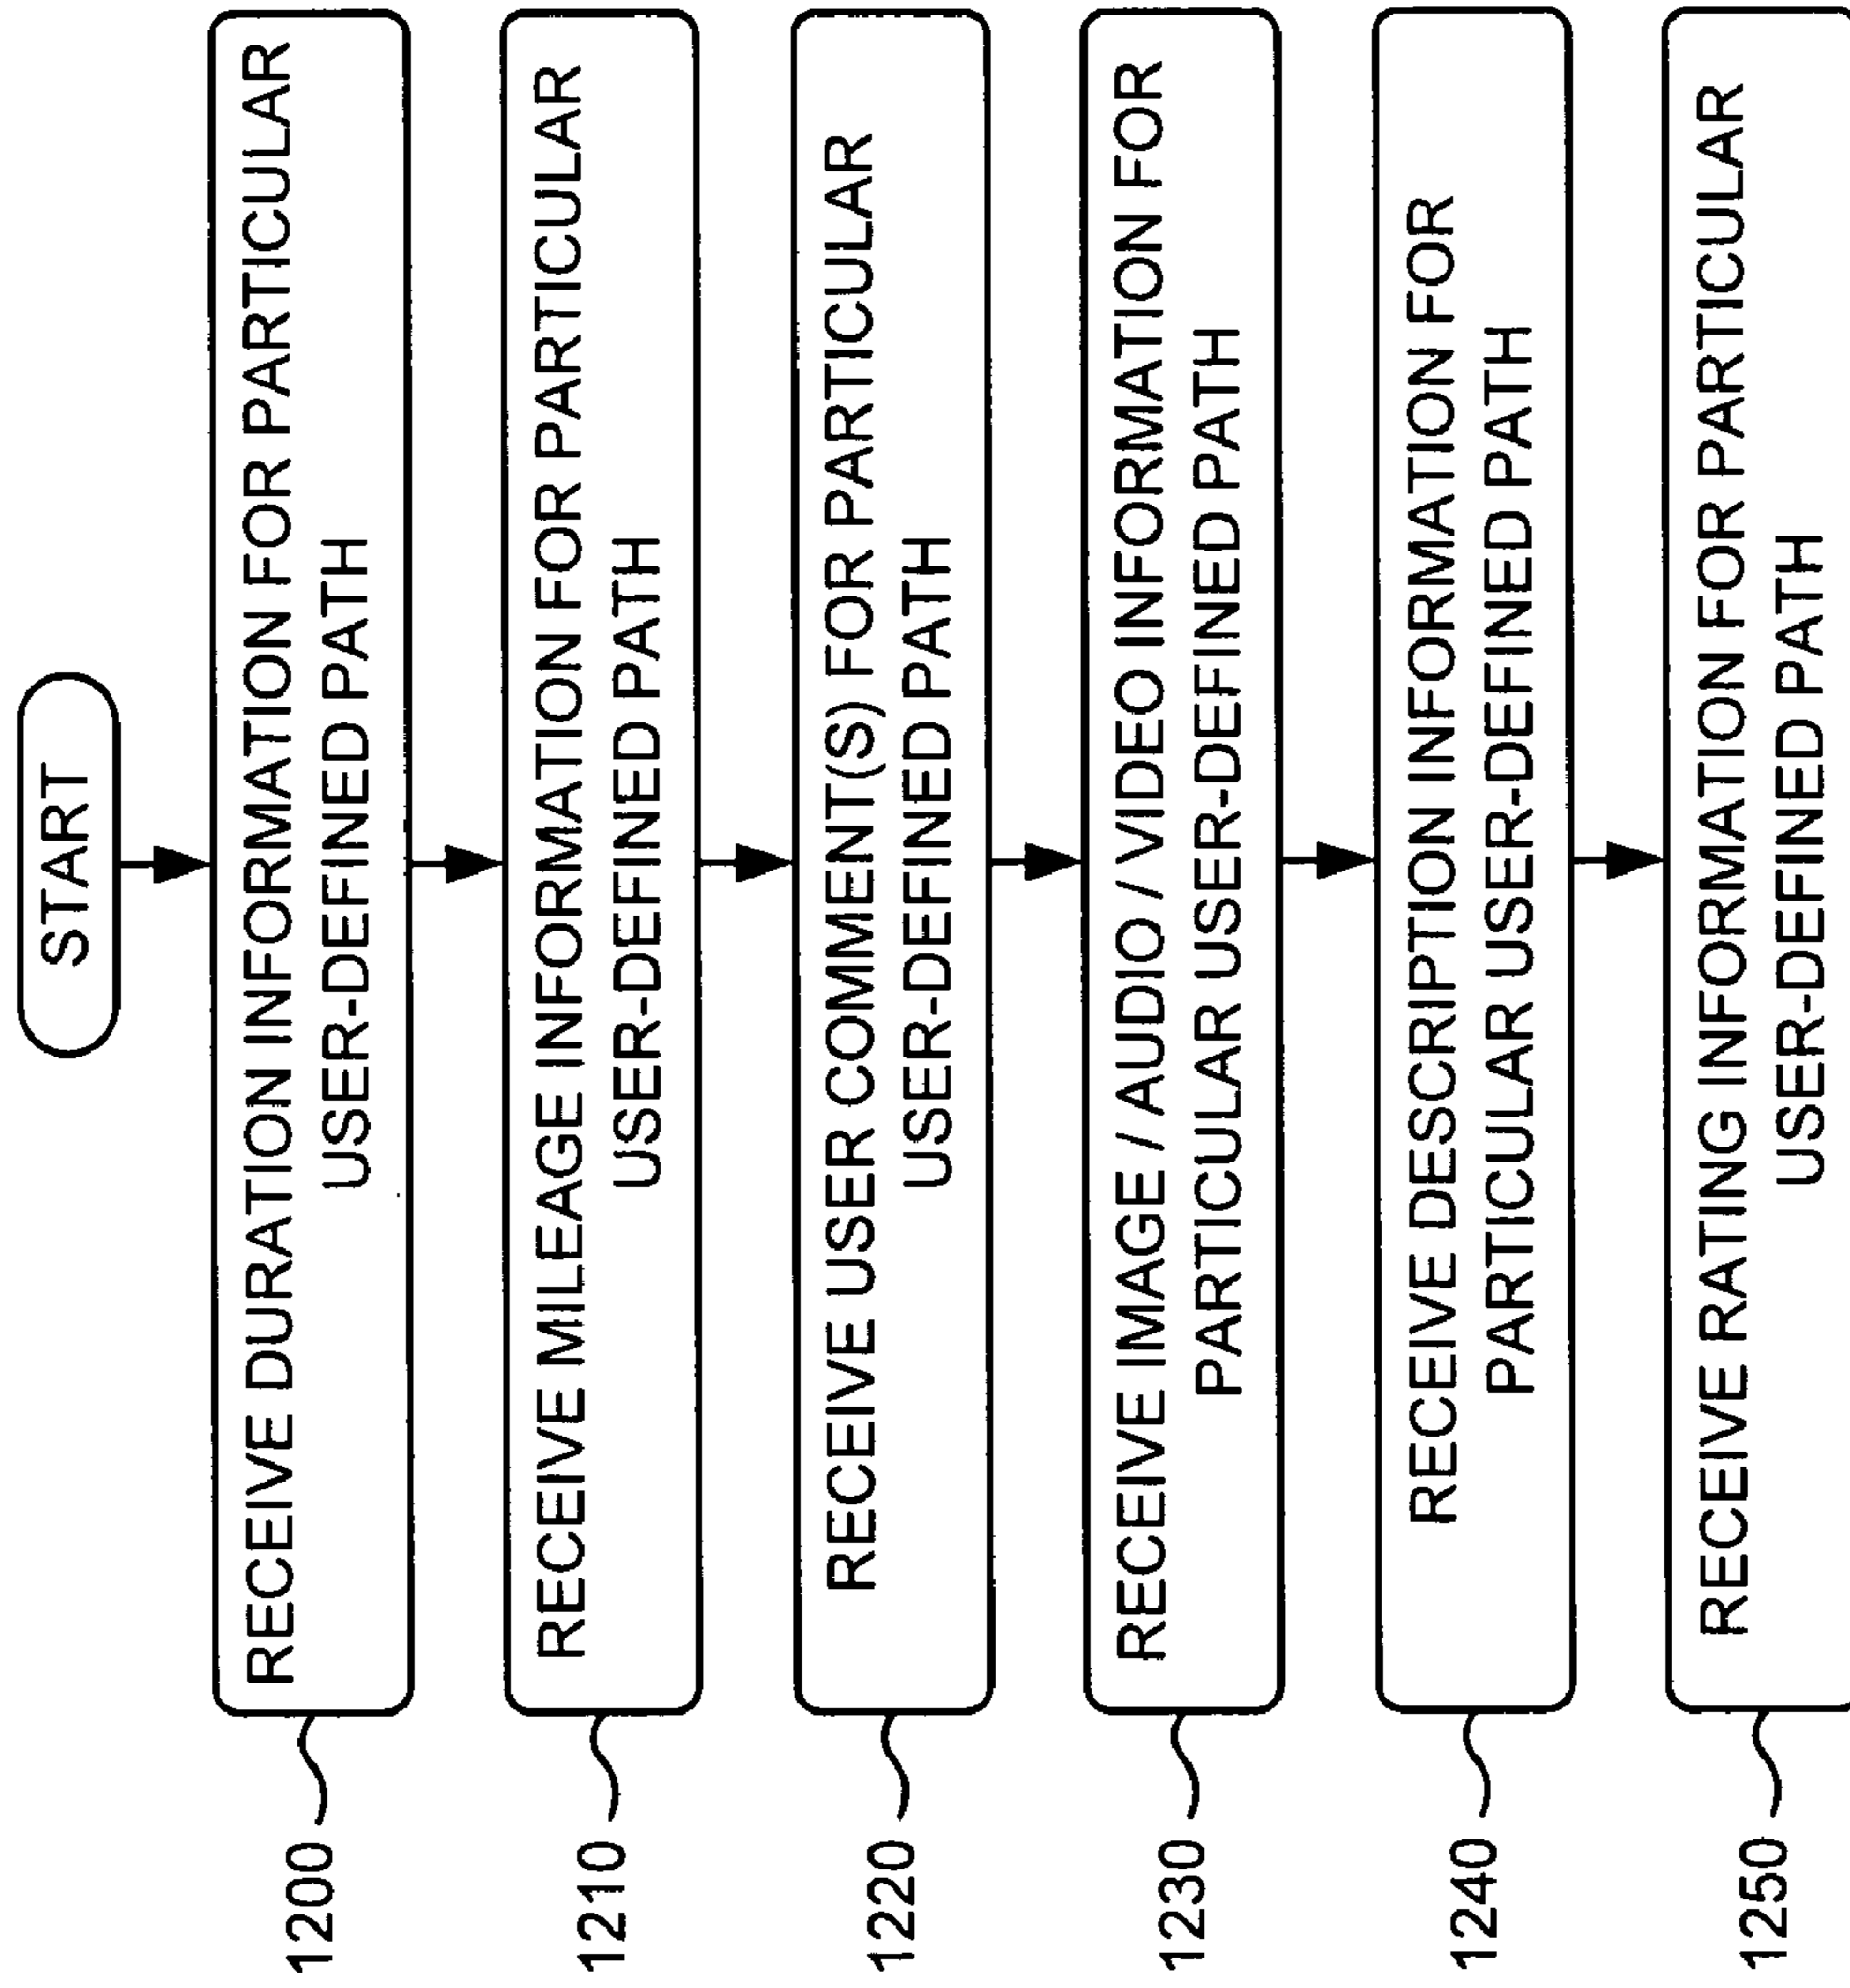 START
1200
RECEIVE DURATION INFORMATION FOR PARTICULAR
USER-DEFINED PATH
1210
RECEIVE MILEAGE INFORMATION FOR PARTICULAR
USER-DEFINED PATH
1220
RECEIVE USER COMMENT(S) FOR PARTICULAR
USER-DEFINED PATH
1230
RECEIVE IMAGE / AUDIO / VIDEO INFORMATION FOR
PARTICULAR USER-DEFINED PATH
1240
RECEIVE DESCRIPTION INFORMATION FOR
PARTICULAR USER-DEFINED PATH
1250
RECEIVE RATING INFORMATION FOR PARTICULAR
USER-DEFINED PATH